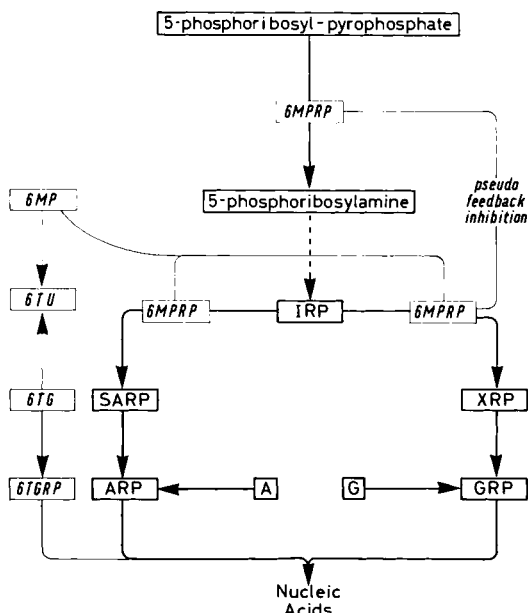 5-phosphoribosyl-pyrophosphate
6MPRP
pseudo
feedback
inhibition
6MP
5-phosphoribosylamine
6TU
6MPRP
IRP
6MPRP
6TG
SARP
XRP
6TGRP
ARP
A
G
GRP
Nucleic
Acids